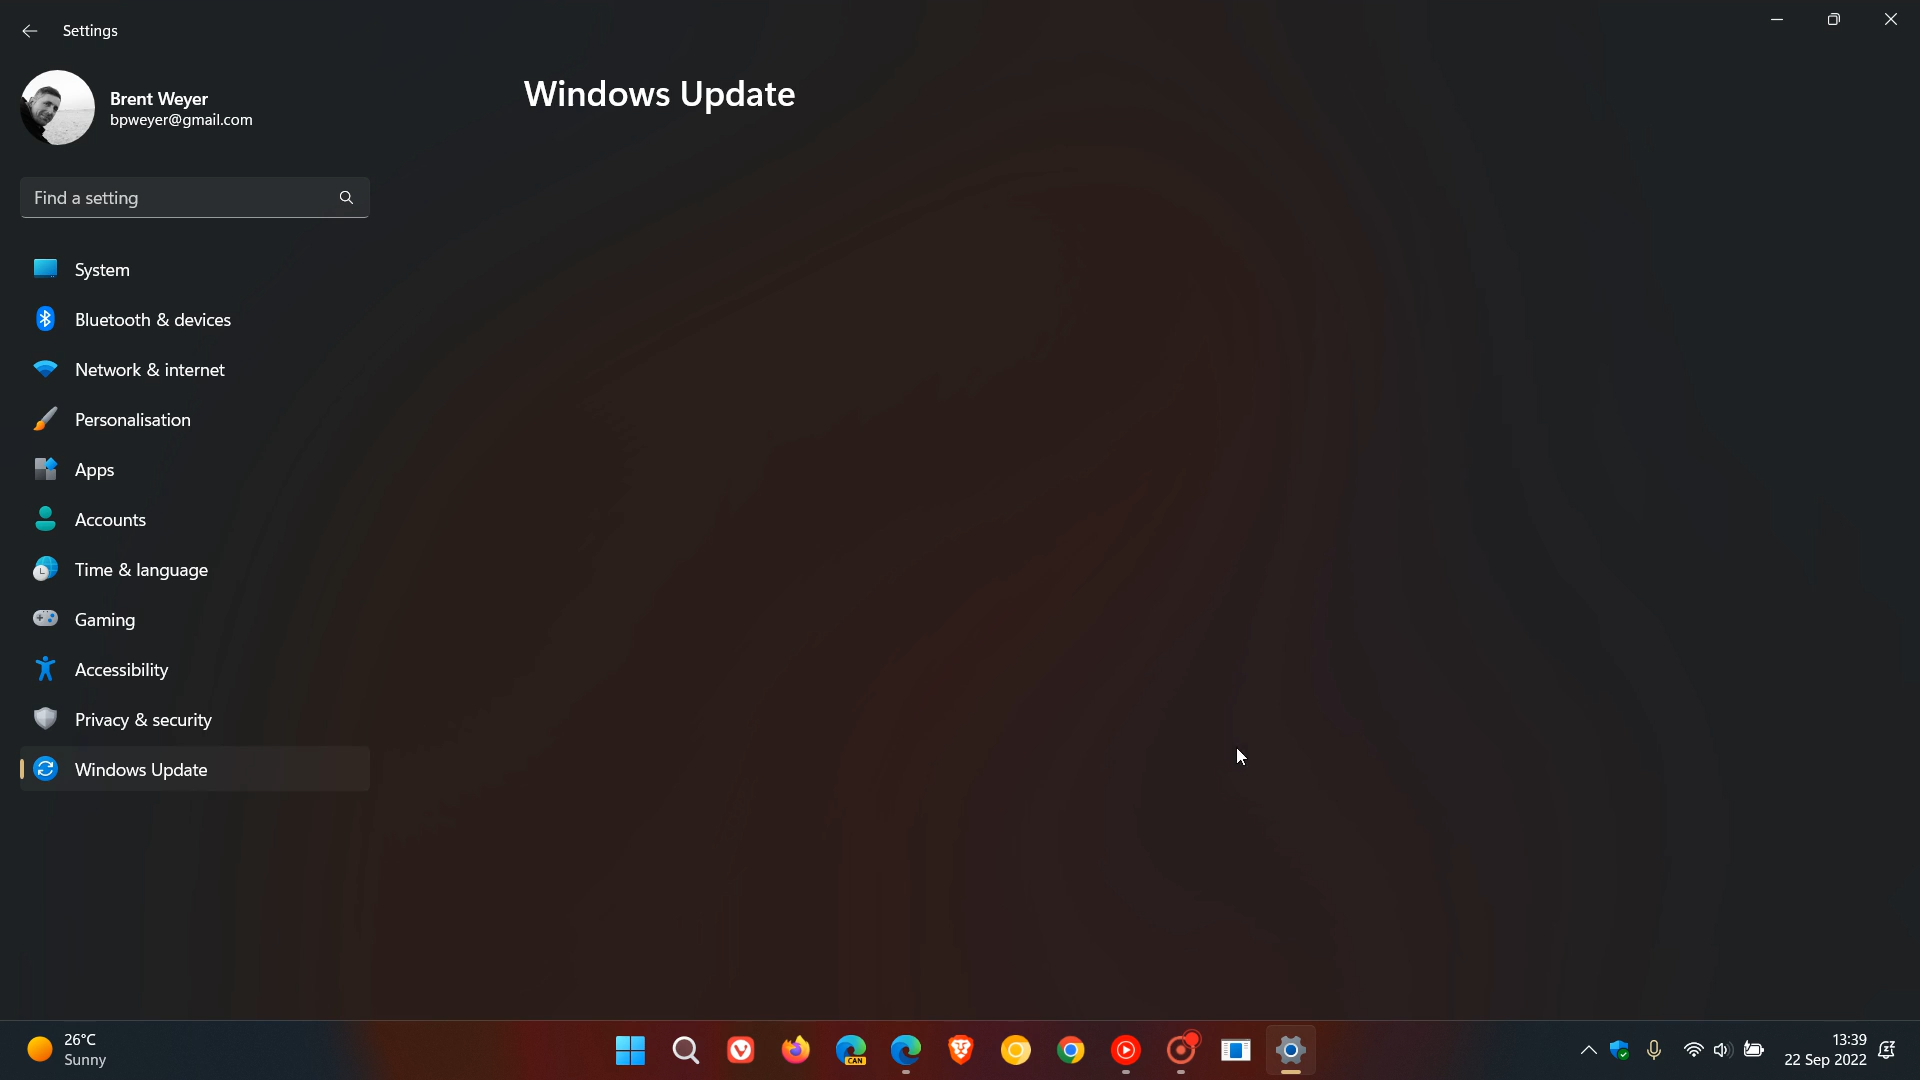 Settings
Brent Weyer
bpweyer@gmail.com
Windows Update
Find a setting
System
Bluetooth & devices
Network & internet
Personalisation
Apps
Accounts
Time & language
Gaming
Accessibility
Privacy & security
Windows Update
26°C
Sunny
CAN
13:39
22 Sep 2022